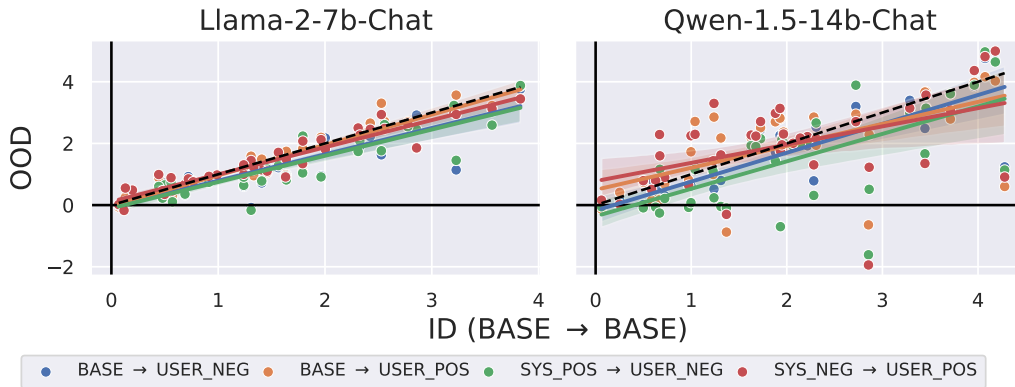 Llama-2-7b-Chat Qwen-1.5-14b-Chat
OOD
4
2
0
−2
0 1 2 3 4 0 1 2 3 4
ID (BASE → BASE)
BASE → USER_NEG BASE → USER_POS SYS_POS → USER_NEG SYS_NEG → USER_POS